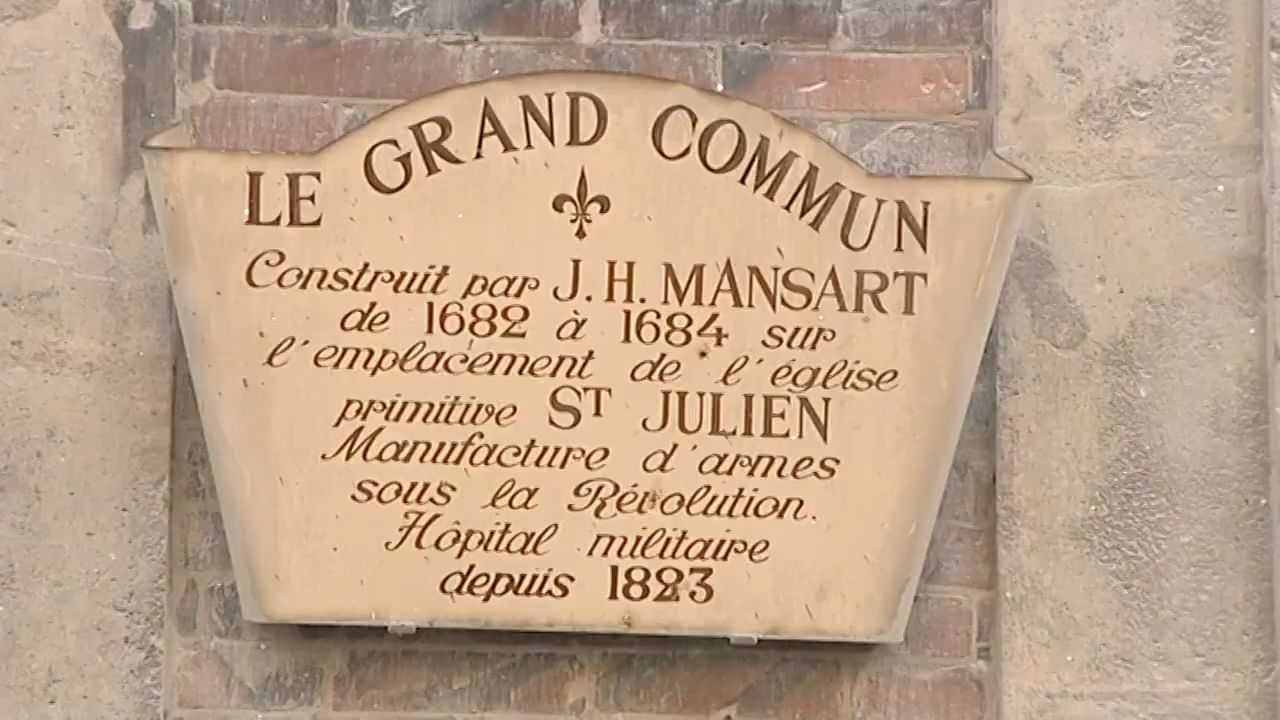 LE GRAND COMMUN
Construit par J. H. MANSART
de 1682 à 1684 sur
l'emplacement de l'église
primitive ST JULIEN
Manufacture d'armes
sous la Révolution.
Hôpital militaire
depuis 1823